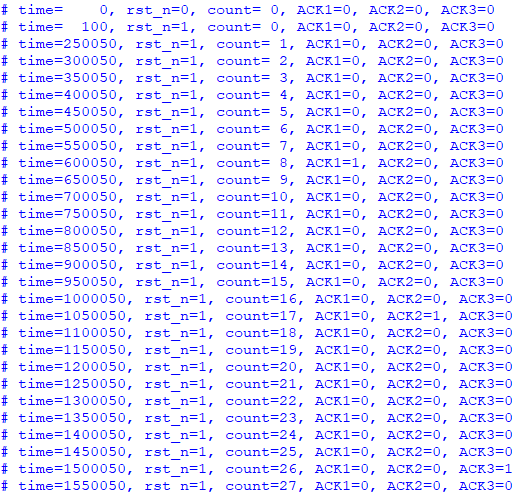 # time=      0, rst_n=0, count= 0, ACK1=0, ACK2=0, ACK3=0
# time=    100, rst_n=1, count= 0, ACK1=0, ACK2=0, ACK3=0
# time=250050, rst_n=1, count= 1, ACK1=0, ACK2=0, ACK3=0
# time=300050, rst_n=1, count= 2, ACK1=0, ACK2=0, ACK3=0
# time=350050, rst_n=1, count= 3, ACK1=0, ACK2=0, ACK3=0
# time=400050, rst_n=1, count= 4, ACK1=0, ACK2=0, ACK3=0
# time=450050, rst_n=1, count= 5, ACK1=0, ACK2=0, ACK3=0
# time=500050, rst_n=1, count= 6, ACK1=0, ACK2=0, ACK3=0
# time=550050, rst_n=1, count= 7, ACK1=0, ACK2=0, ACK3=0
# time=600050, rst_n=1, count= 8, ACK1=1, ACK2=0, ACK3=0
# time=650050, rst_n=1, count= 9, ACK1=0, ACK2=0, ACK3=0
# time=700050, rst_n=1, count=10, ACK1=0, ACK2=0, ACK3=0
# time=750050, rst_n=1, count=11, ACK1=0, ACK2=0, ACK3=0
# time=800050, rst_n=1, count=12, ACK1=0, ACK2=0, ACK3=0
# time=850050, rst_n=1, count=13, ACK1=0, ACK2=0, ACK3=0
# time=900050, rst_n=1, count=14, ACK1=0, ACK2=0, ACK3=0
# time=950050, rst_n=1, count=15, ACK1=0, ACK2=0, ACK3=0
# time=1000050, rst_n=1, count=16, ACK1=0, ACK2=0, ACK3=0
# time=1050050, rst_n=1, count=17, ACK1=0, ACK2=1, ACK3=0
# time=1100050, rst_n=1, count=18, ACK1=0, ACK2=0, ACK3=0
# time=1150050, rst_n=1, count=19, ACK1=0, ACK2=0, ACK3=0
# time=1200050, rst_n=1, count=20, ACK1=0, ACK2=0, ACK3=0
# time=1250050, rst_n=1, count=21, ACK1=0, ACK2=0, ACK3=0
# time=1300050, rst_n=1, count=22, ACK1=0, ACK2=0, ACK3=0
# time=1350050, rst_n=1, count=23, ACK1=0, ACK2=0, ACK3=0
# time=1400050, rst_n=1, count=24, ACK1=0, ACK2=0, ACK3=0
# time=1450050, rst_n=1, count=25, ACK1=0, ACK2=0, ACK3=0
# time=1500050, rst_n=1, count=26, ACK1=0, ACK2=0, ACK3=1
# time=1550050, rst_n=1, count=27, ACK1=0, ACK2=0, ACK3=0